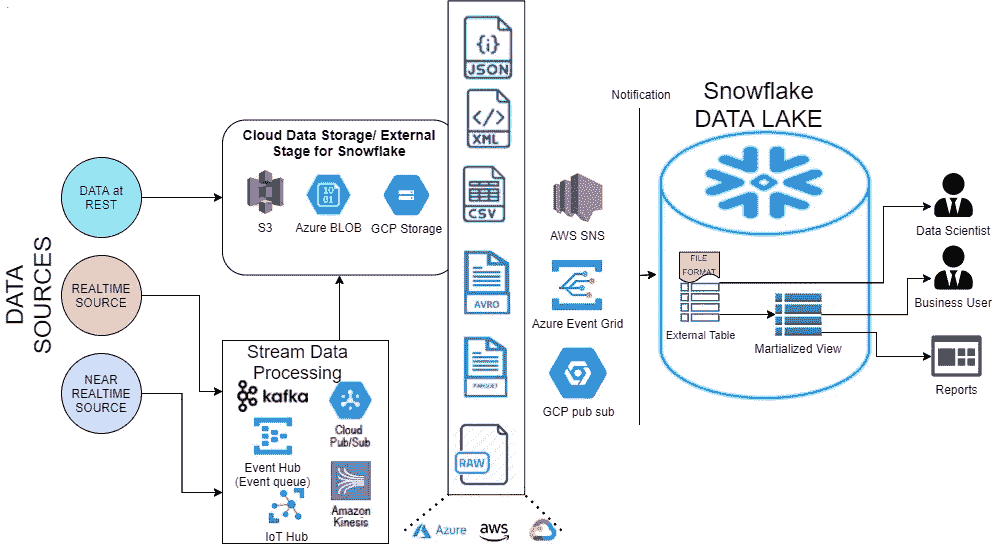 DATA SOURCES
DATA at
REST
REALTIME
SOURCE
NEAR
REALTIME
SOURCE
Cloud Data Storage/ External
Stage for Snowflake
10
01
S3
Azure BLOB
GCP Storage
Stream Data
Processing
kafka
Cloud
Pub/Sub
Event Hub
(Event queue)
IoT Hub
Amazon
Kinesis
{i}
JSON
</>
XML
CSV
AVRO
PARQUET
RAW
Azure
aws
AWS SNS
Azure Event Grid
GCP pub sub
Notification
Snowflake
DATA LAKE
FILE
FORMAT
External Table
Martialized View
Data Scientist
Business User
Reports